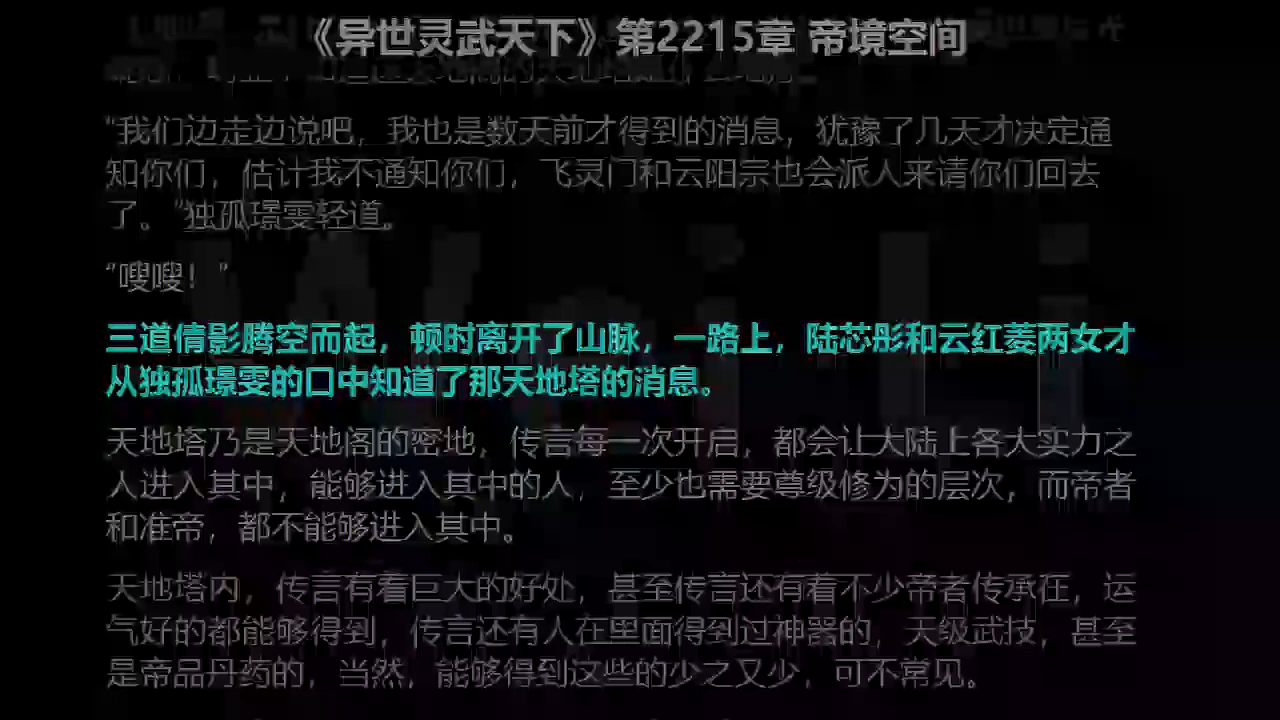 《异世灵武天下》第2215章 帝境空间
"我们边走边说吧，我也是数天前才得到的消息，犹豫了几天才决定通
知你们，估计我不通知你们，飞灵门和云阳宗也会派人来请你们回去
了。"独孤璟雯轻道。
"嗖嗖！"
三道倩影腾空而起，顿时离开了山脉，一路上，陆芯彤和云红菱两女才
从独孤璟雯的口中知道了那天地塔的消息。
天地塔乃是天地阁的密地，传言每一次开启，都会让大陆上各大实力之
人进入其中，能够进入其中的人，至少也需要尊级修为的层次，而帝者
和准帝，都不能够进入其中。
天地塔内，传言有着巨大的好处，甚至传言还有着不少帝者传承在，运
气好的都能够得到，传言还有人在里面得到过神器的，天级武技，甚至
是帝品丹药的，当然，能够得到这些的少之又少，可不常见。